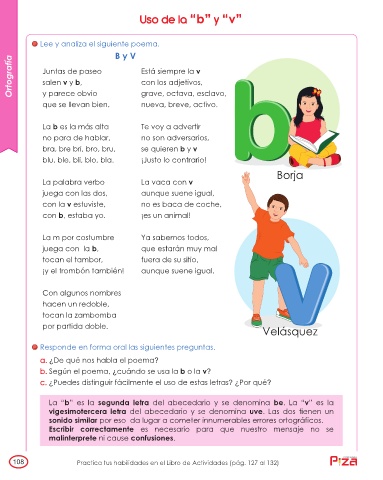 Uso de la "b" y "v"
Ortografía
Lee y analiza el siguiente poema.
B y V
Juntas de paseo
salen v y b,
y parece obvio
que se llevan bien.
La b es la más alta
no para de hablar,
bra, bre bri, bro, bru,
blu, ble, bli, blo, bla.
La palabra verbo
juega con las dos,
con la v estuviste,
con b, estaba yo.
La m por costumbre
juega con la b,
tocan el tambor,
¡y el trombón también!
Con algunos nombres
hacen un redoble,
tocan la zambomba
por partida doble.
Está siempre la v
con los adjetivos,
grave, octava, esclavo,
nueva, breve, activo.
Te voy a advertir
no son adversarios,
se quieren b y v
¡Justo lo contrario!
La vaca con v
aunque suene igual,
no es baca de coche,
¡es un animal!
Ya sabemos todos,
que estarán muy mal
fuera de su sitio,
aunque suene igual.
b
Borja
v
Velásquez
Responde en forma oral las siguientes preguntas.
a. ¿De qué nos habla el poema?
b. Según el poema, ¿cuándo se usa la b o la v?
c. ¿Puedes distinguir fácilmente el uso de estas letras? ¿Por qué?
La "b" es la segunda letra del abecedario y se denomina be. La "v" es la
vigesimotercera letra del abecedario y se denomina uve. Las dos tienen un
sonido similar por eso da lugar a cometer innumerables errores ortográficos.
Escribir correctamente es necesario para que nuestro mensaje no se
malinterprete ni cause confusiones.
108
Practica tus habilidades en el Libro de Actividades (pág. 127 al 132)